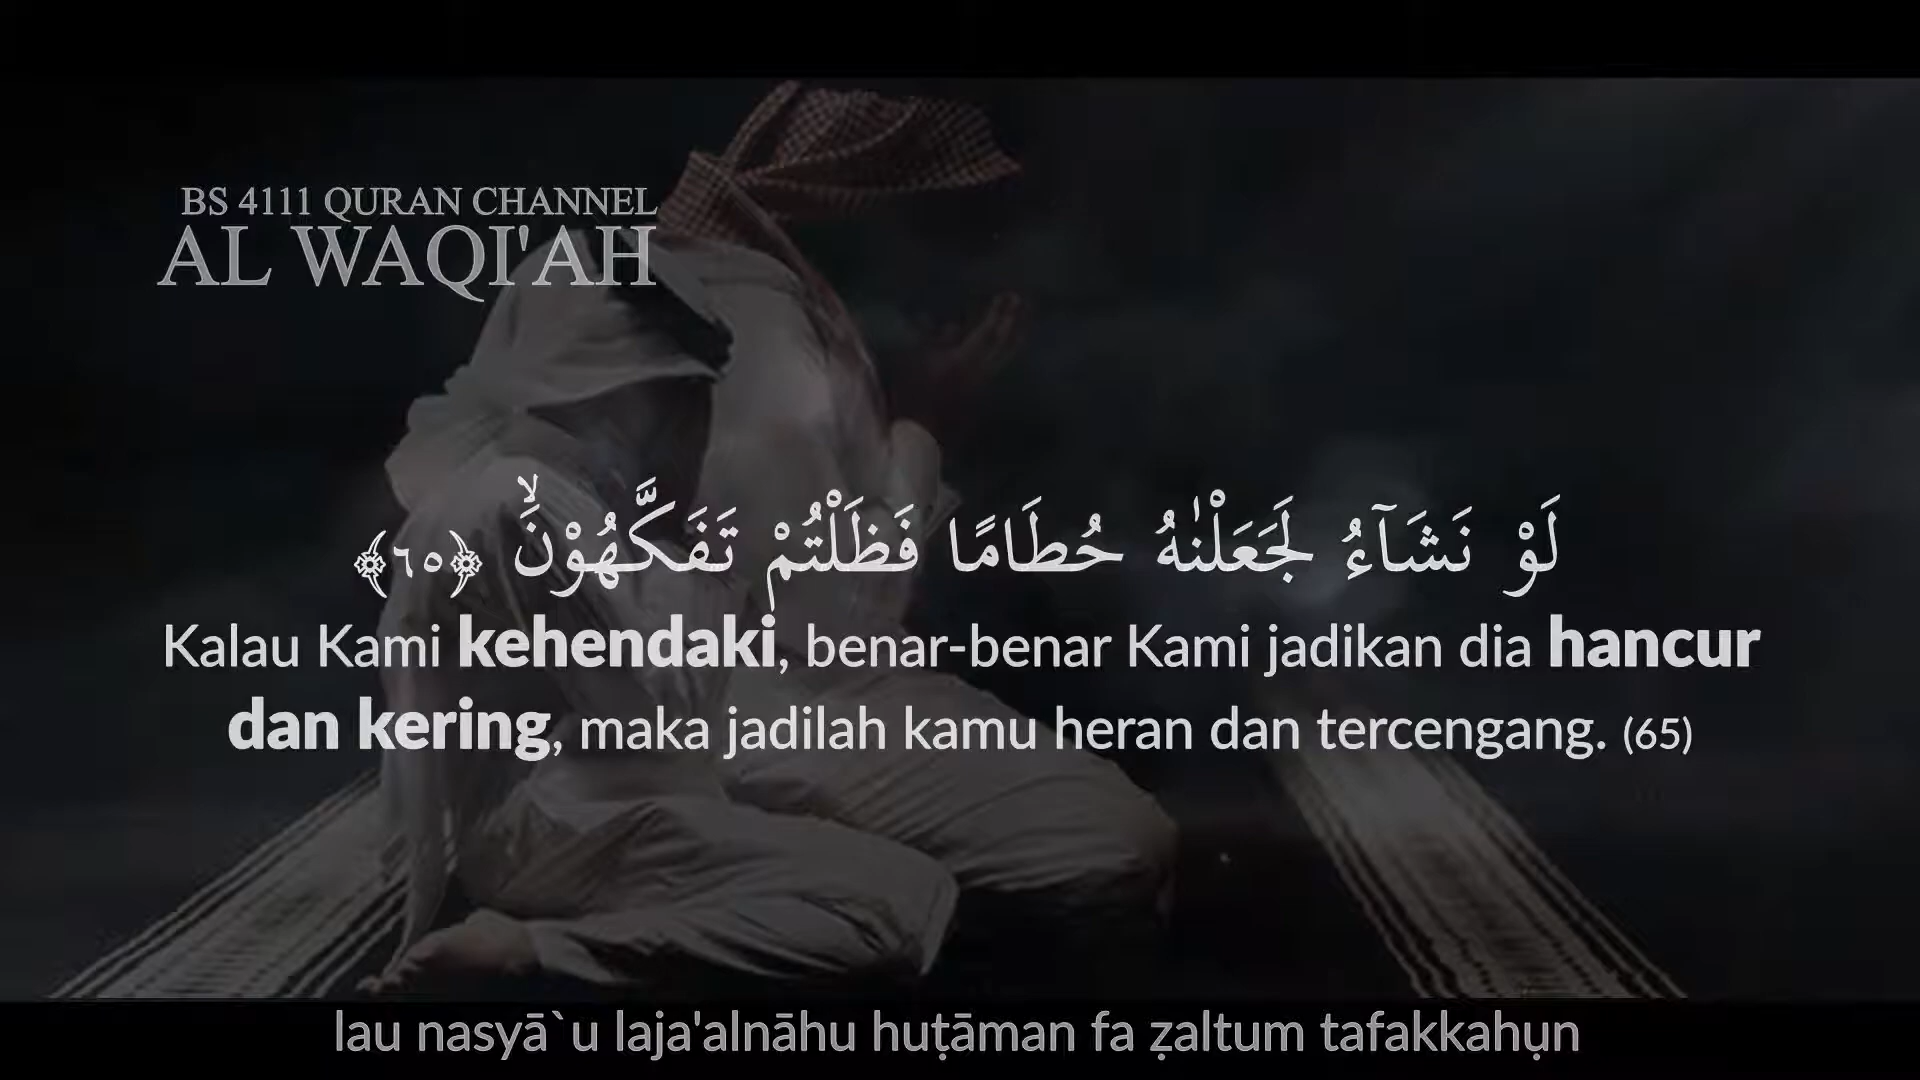 BS 4111 QURAN CHANNEL
AL WAQI'AH
لَوْ نَشَاۤءُ لَجَعَلْنٰهُ حُطَامًا فَظَلْتُمْ تَفَكَّهُوْنَۙ ﴿٦٥﴾
Kalau Kami kehendaki, benar-benar Kami jadikan dia hancur
dan kering, maka jadilah kamu heran dan tercengang. (65)
lau nasyā`u laja'alnāhu huṭāman fa ẓaltum tafakkahụn